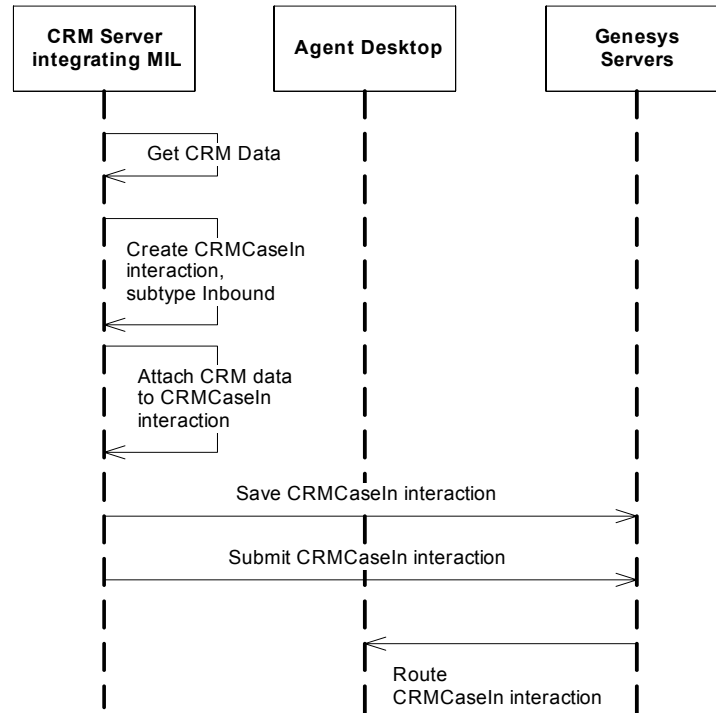 CRM Server
integrating MIL
Agent Desktop
Genesys
Servers
Get CRM Data
Create CRMCaseIn
interaction,
subtype Inbound
Attach CRM data
to CRMCaseIn
interaction
Save CRMCaseIn interaction
Submit CRMCaseIn interaction
Route
CRMCaseIn interaction